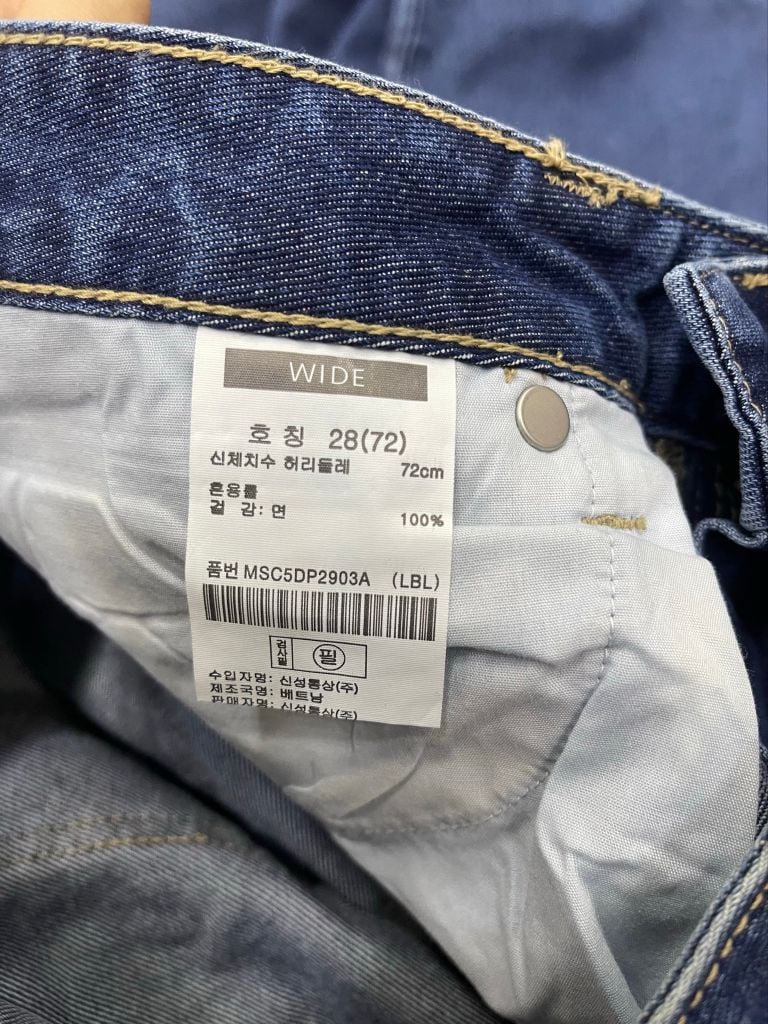 WIDE
호 칭 28(72)
신체치수 허리둘레 72cm
혼용률
겉 감: 면 100%
품번 MSC5DP2903A (LBL)
검사필 필
수입자명: 신성통상(주)
제조국명: 베트남
판매자명: 신성통상(주)